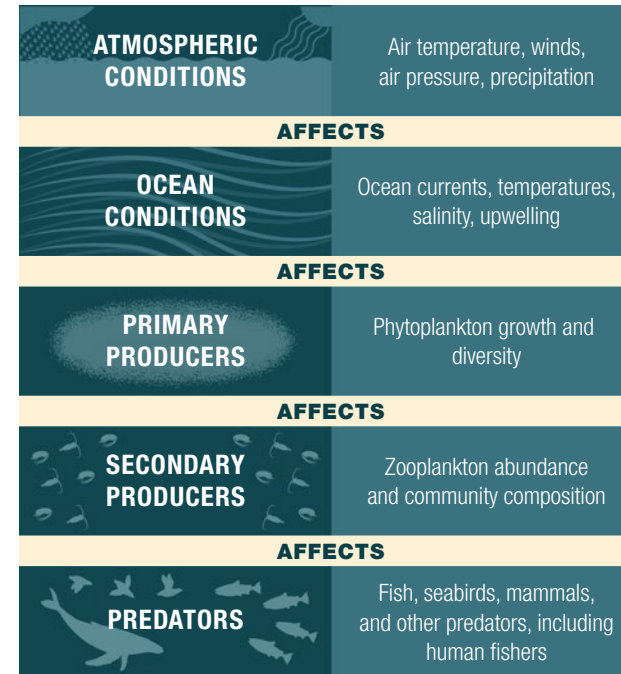 ATMOSPHERIC
CONDITIONS
Air temperature, winds,
air pressure, precipitation
AFFECTS
OCEAN
CONDITIONS
Ocean currents, temperatures,
salinity, upwelling
AFFECTS
PRIMARY
PRODUCERS
Phytoplankton growth and
diversity
AFFECTS
SECONDARY
PRODUCERS
Zooplankton abundance
and community composition
AFFECTS
PREDATORS
Fish, seabirds, mammals,
and other predators, including
human fishers